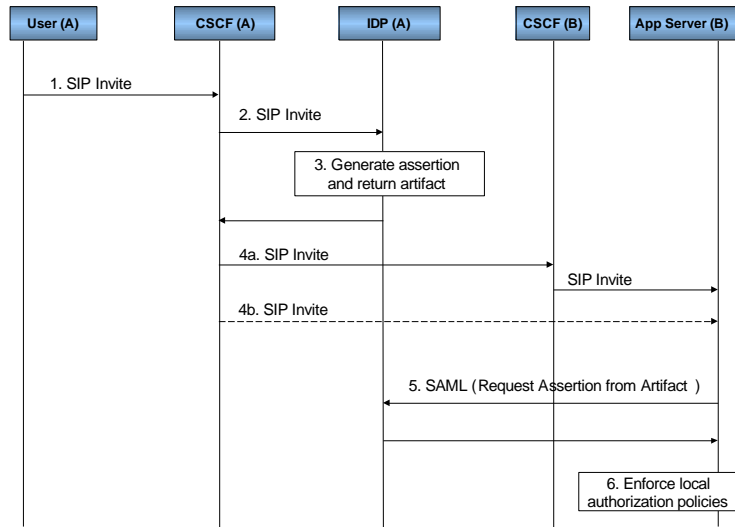 User (A)
CSCF (A)
IDP (A)
CSCF (B)
App Server (B)
1. SIP Invite
2. SIP Invite
3. Generate assertion
and return artifact
4a. SIP Invite
SIP Invite
4b. SIP Invite
5. SAML (Request Assertion from Artifact )
6. Enforce local
authorization policies